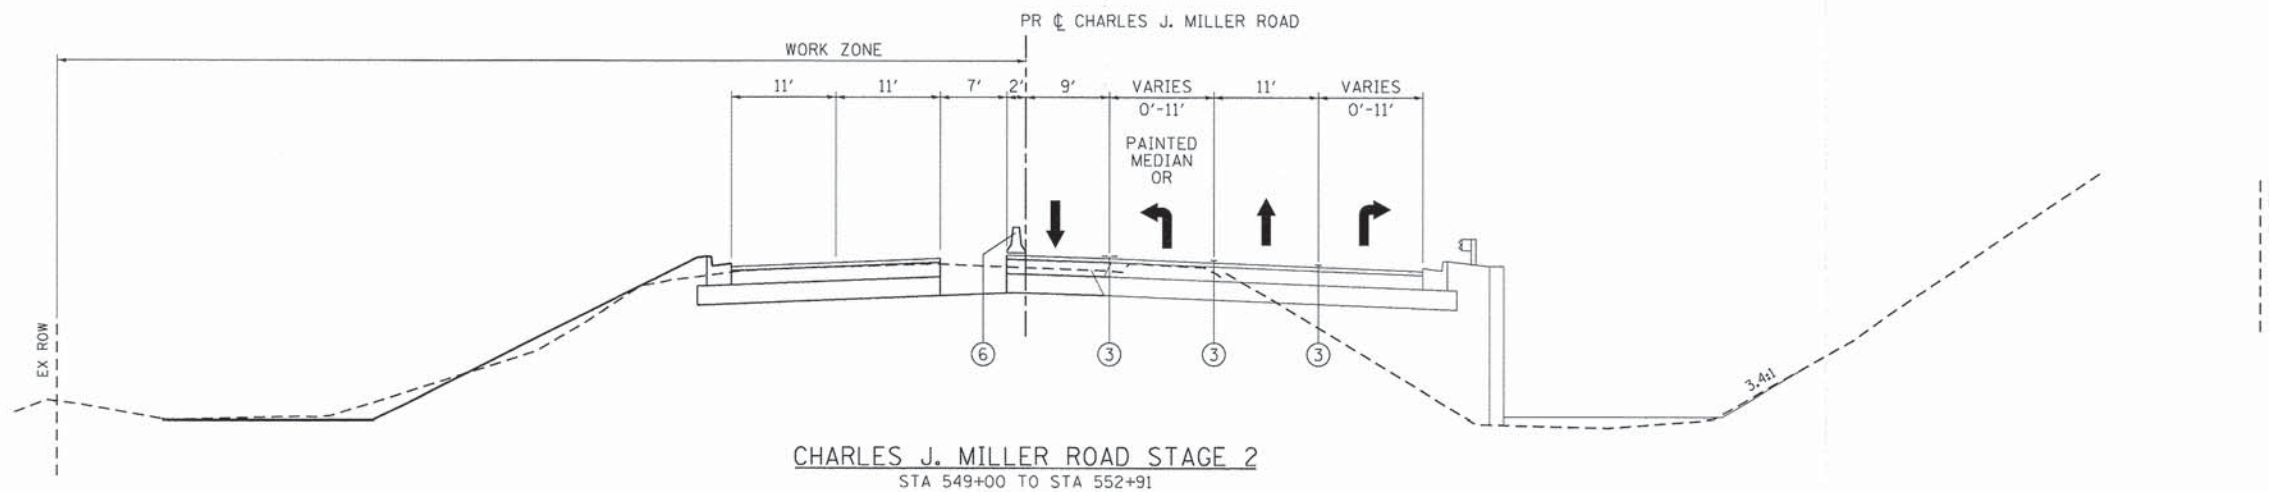 PR ℄ CHARLES J. MILLER ROAD
WORK ZONE
11' 11' 7' 2' 9' VARIES 11' VARIES
0'-11' 0'-11'
PAINTED
MEDIAN
OR
EX ROW
6 3 3 3
3.4:1
CHARLES J. MILLER ROAD STAGE 2
STA 549+00 TO STA 552+91